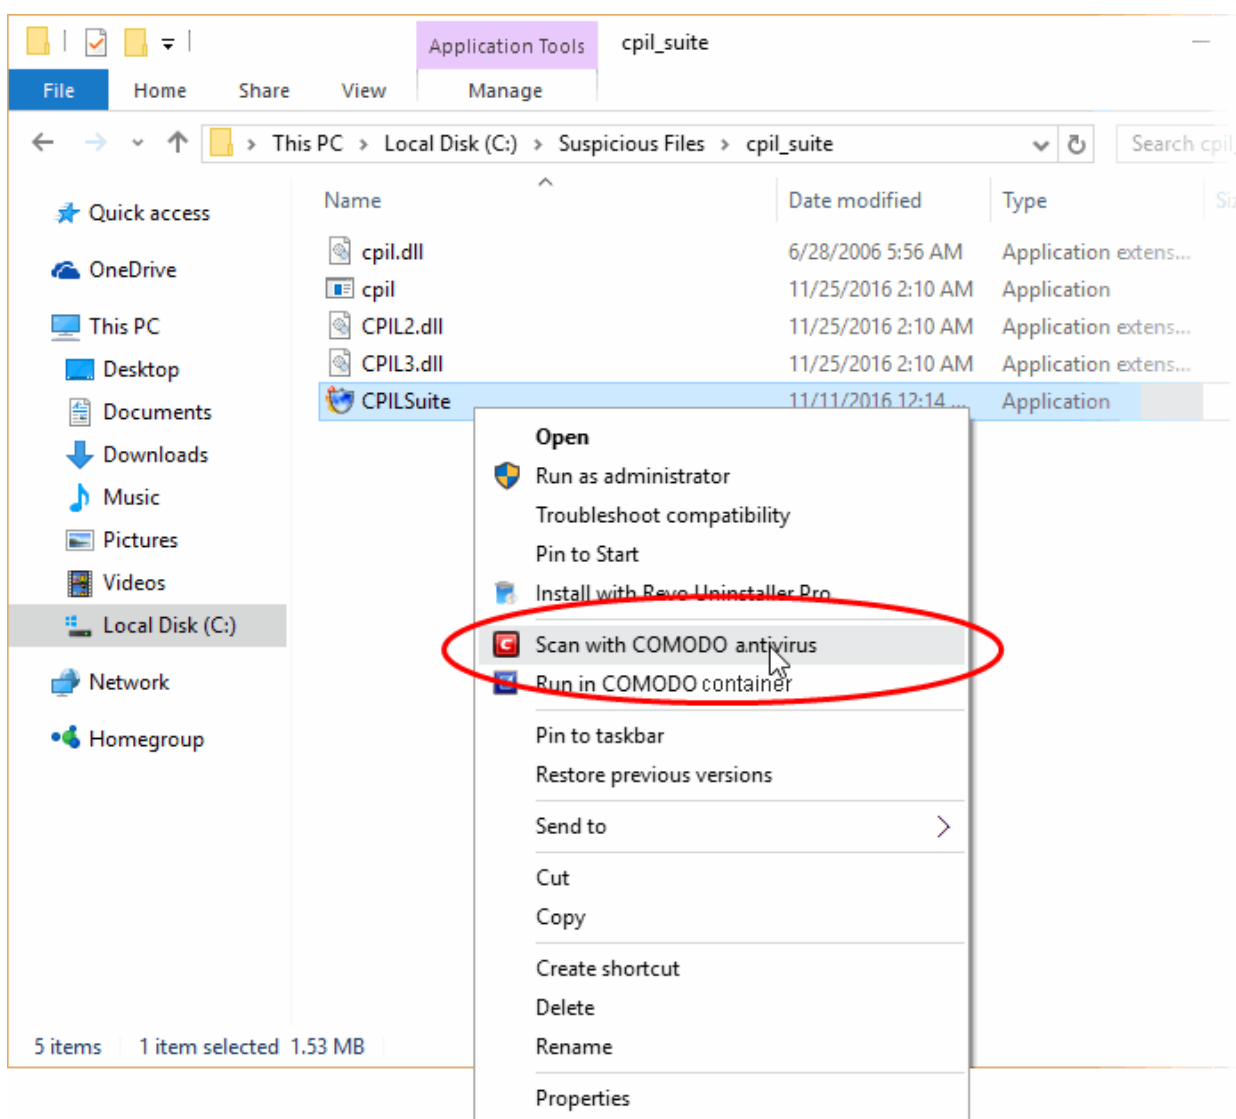 Application Tools cpil_suite
File Home Share View Manage
This PC Local Disk (C:) Suspicious Files cpil_suite Search cpil
Name Date modified Type
Quick access
OneDrive
This PC
Desktop
Documents
Downloads
Music
Pictures
Videos
Local Disk (C:)
Network
Homegroup
cpil.dll 6/28/2006 5:56 AM Application extens...
cpil 11/25/2016 2:10 AM Application
CPIL2.dll 11/25/2016 2:10 AM Application extens...
CPIL3.dll 11/25/2016 2:10 AM Application extens...
CPILSuite 11/11/2016 12:14 ... Application
Open
Run as administrator
Troubleshoot compatibility
Pin to Start
Install with Revo Uninstaller Pro
Scan with COMODO antivirus
Run in COMODO container
Pin to taskbar
Restore previous versions
Send to
Cut
Copy
Create shortcut
Delete
Rename
Properties
5 items 1 item selected 1.53 MB